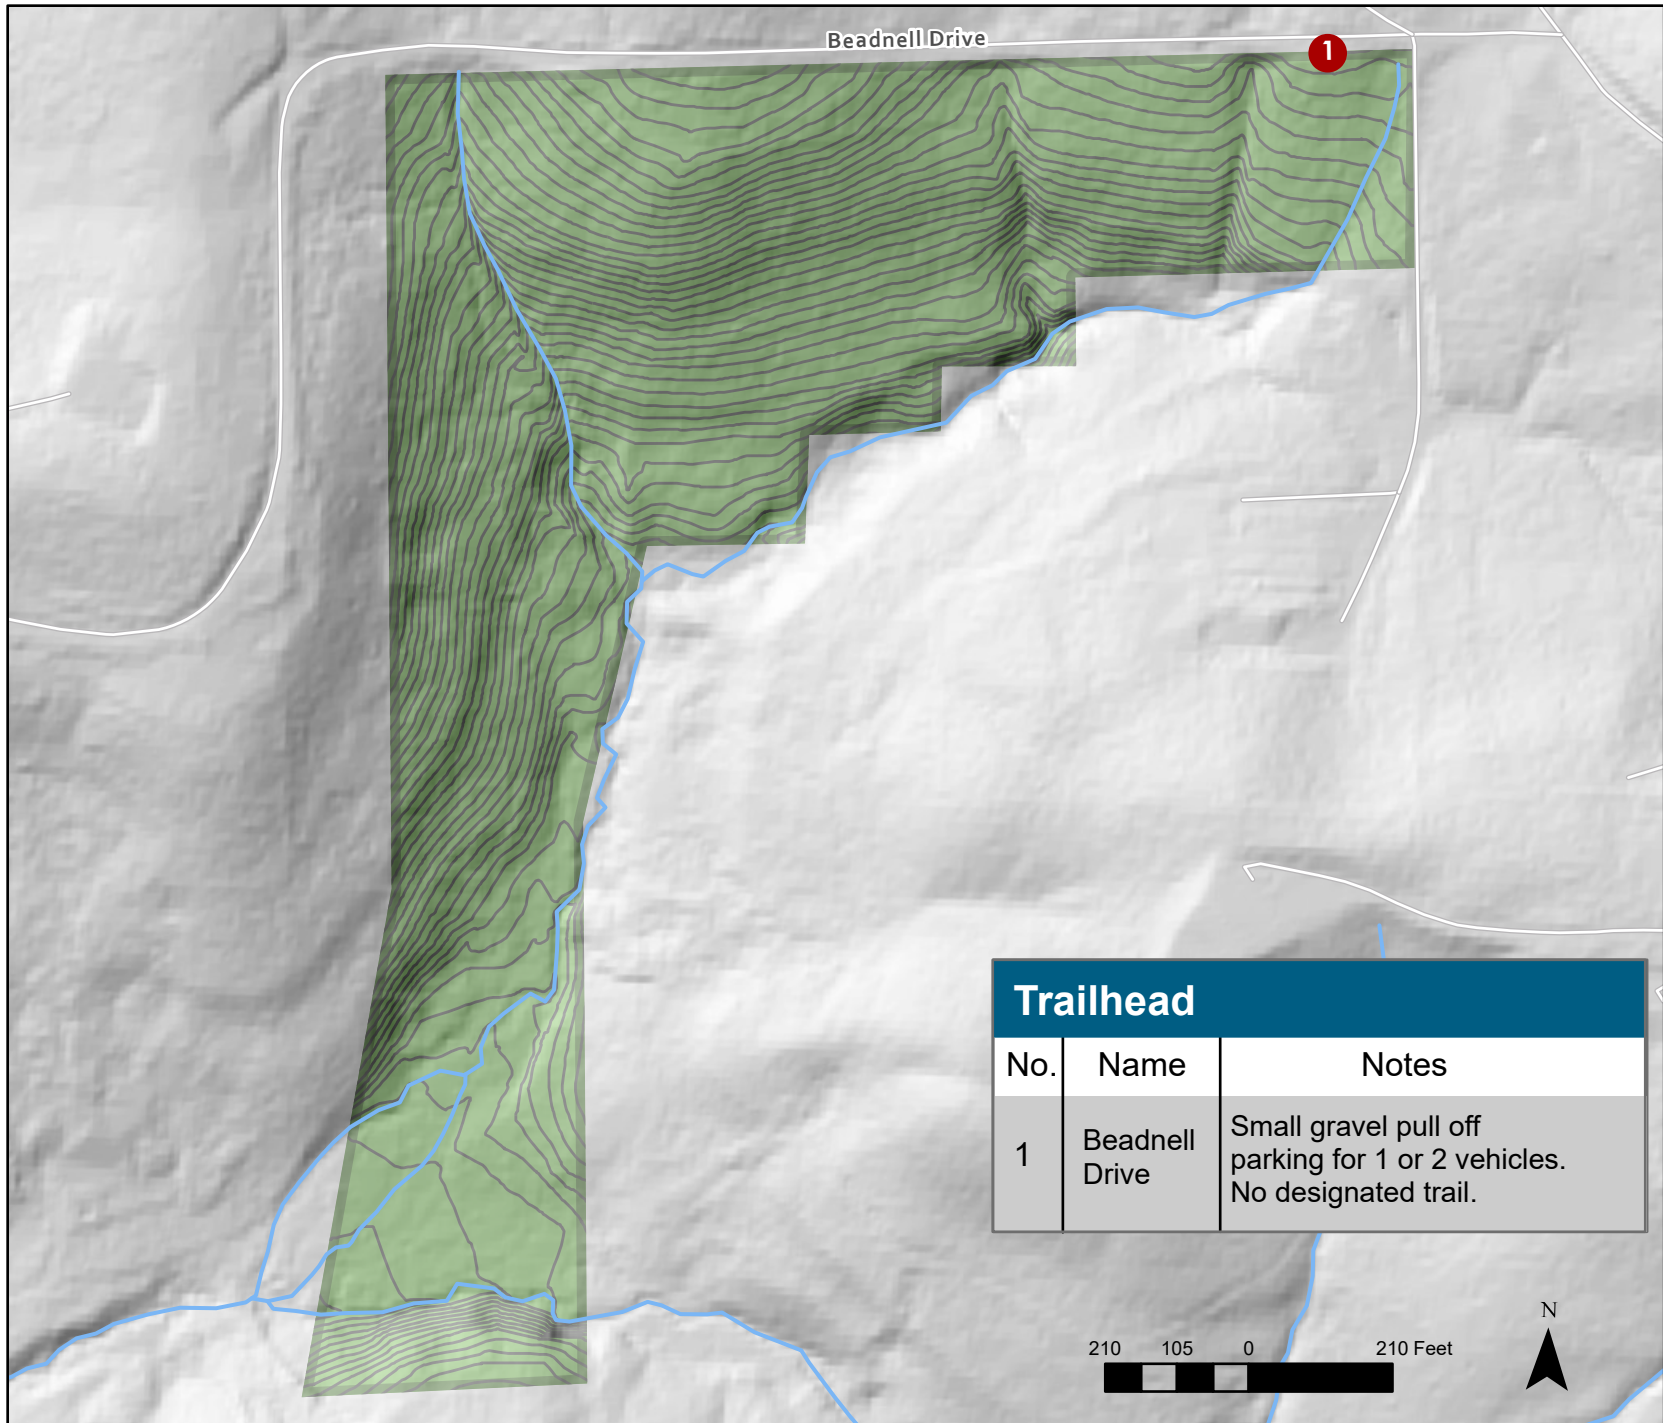 Beadnell Drive
1
Trailhead
No. Name Notes
1 Beadnell Drive Small gravel pull off
parking for 1 or 2 vehicles.
No designated trail.
N
210 105 0 210 Feet